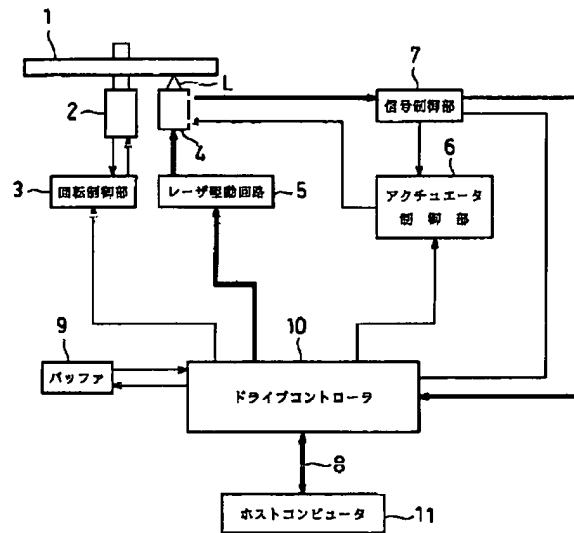 1
7
L
2
信号制御部
4
6
3
回転制御部
レーザ駆動回路
5
アクチュエータ
制御部
9
10
バッファ
ドライブコントローラ
8
ホストコンピュータ
11